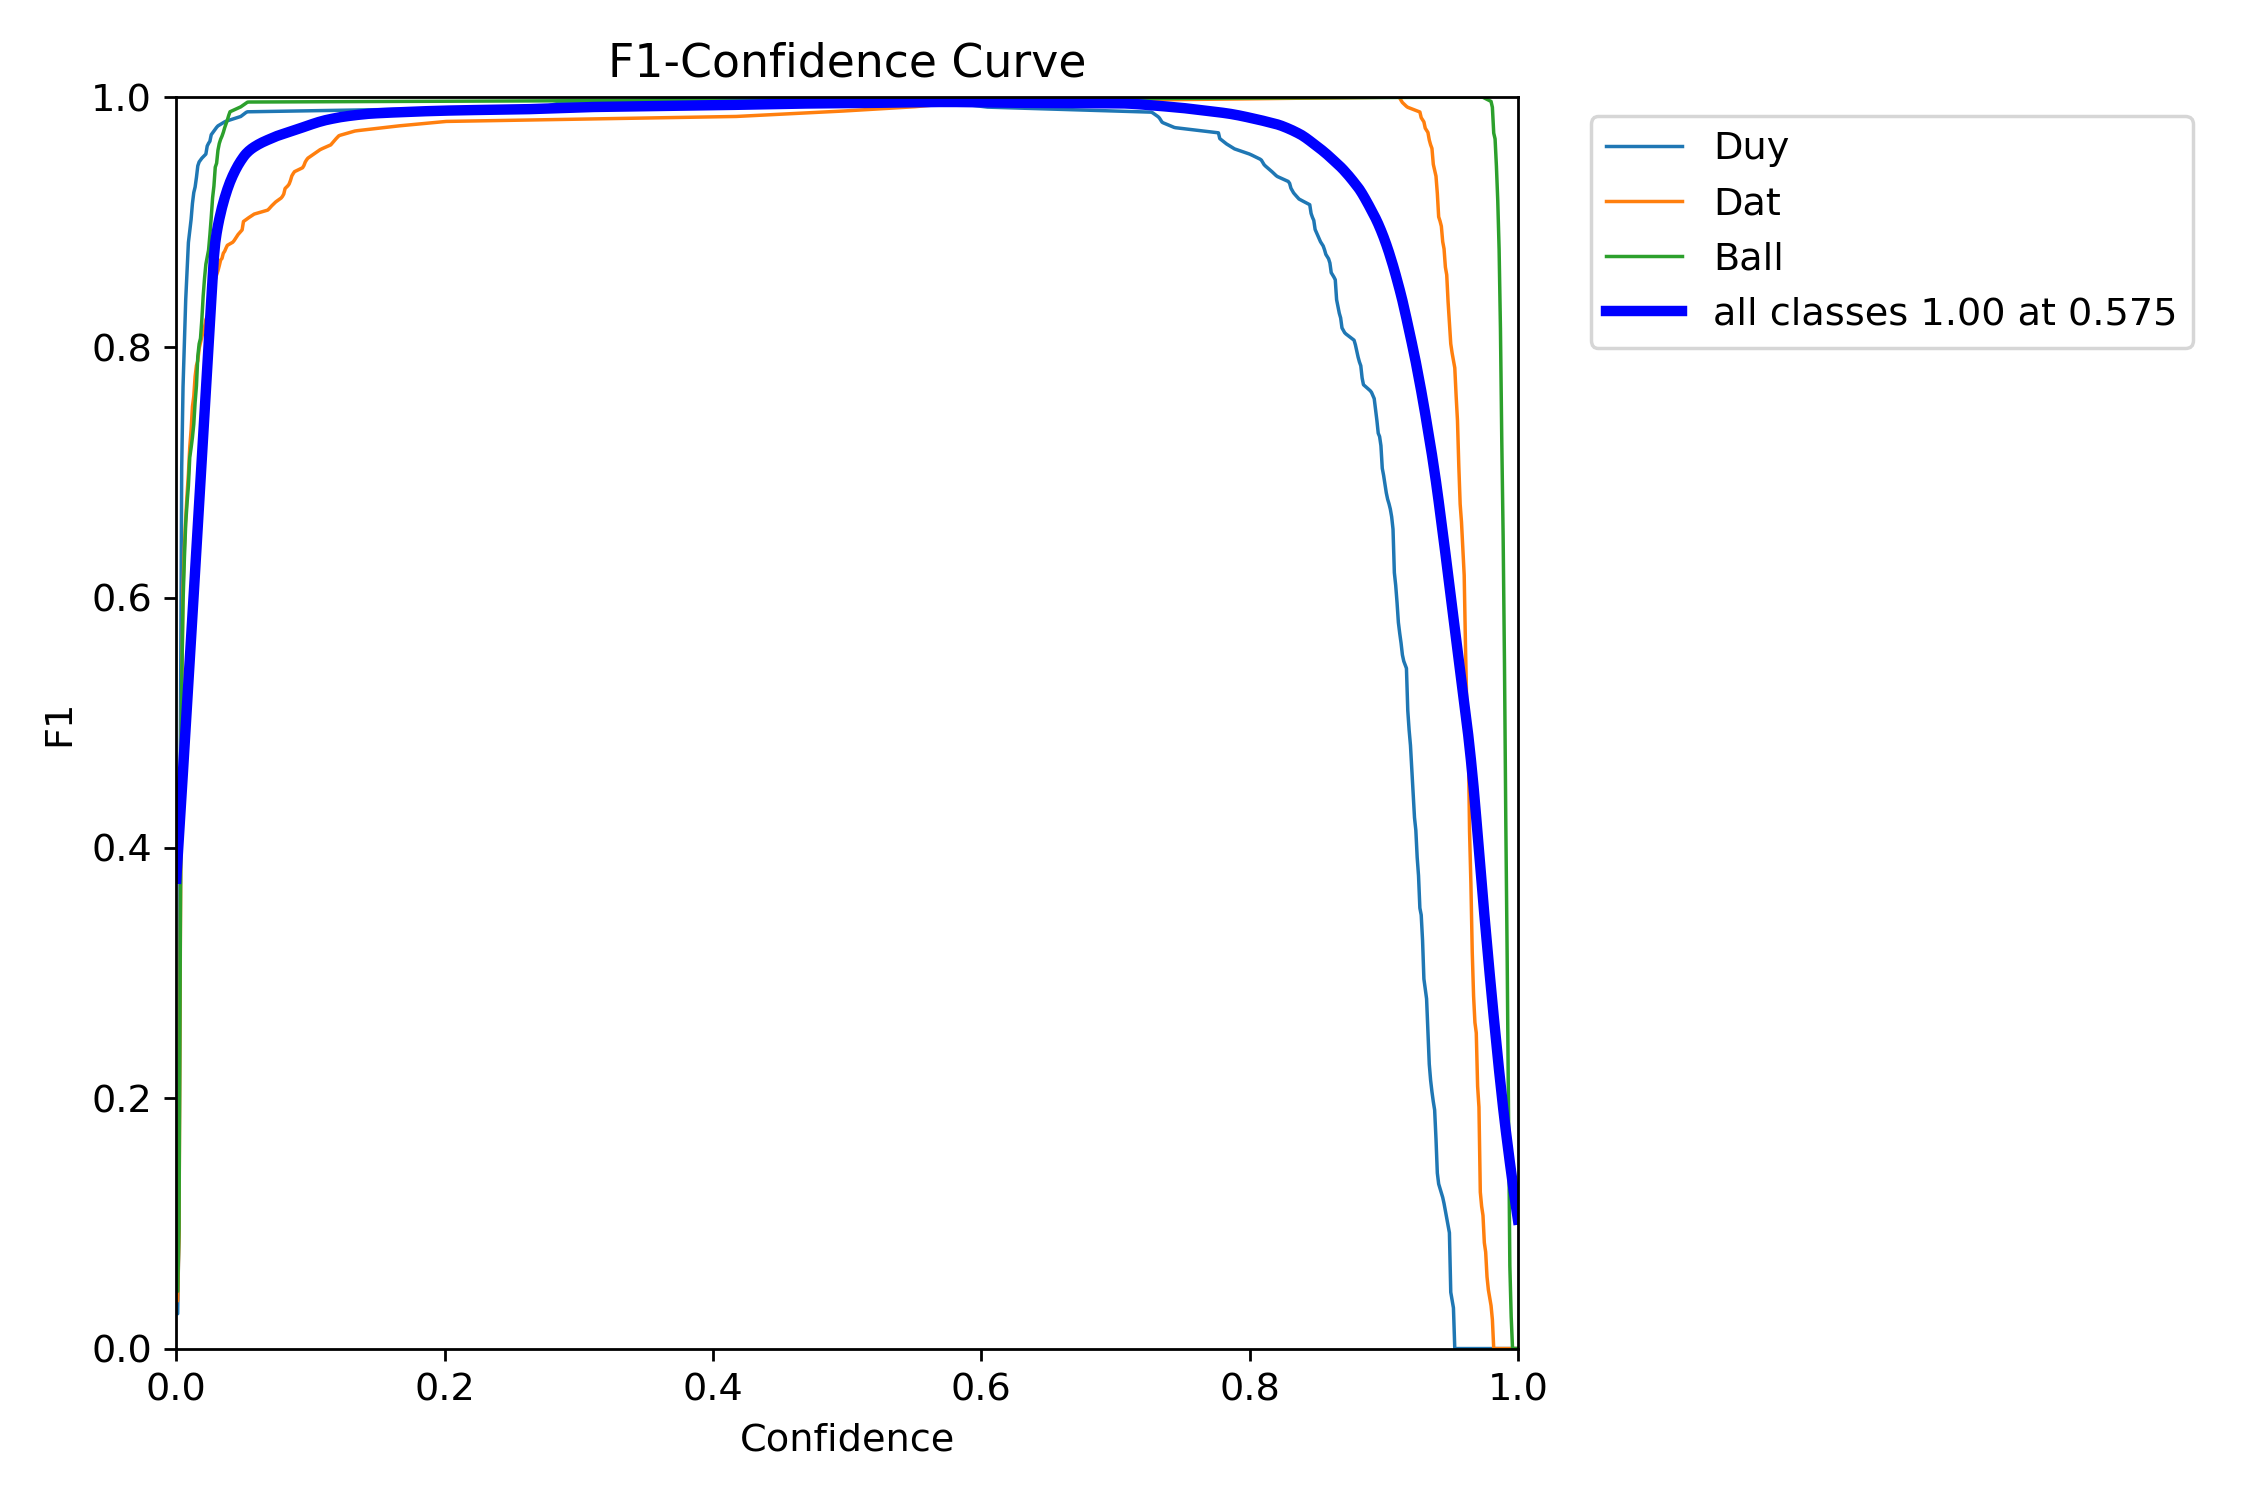 F1-Confidence Curve
1.0
0.8
0.6
0.4
0.2
0.0
F1
0.0 0.2 0.4 0.6 0.8 1.0
Confidence
Duy
Dat
Ball
all classes 1.00 at 0.575